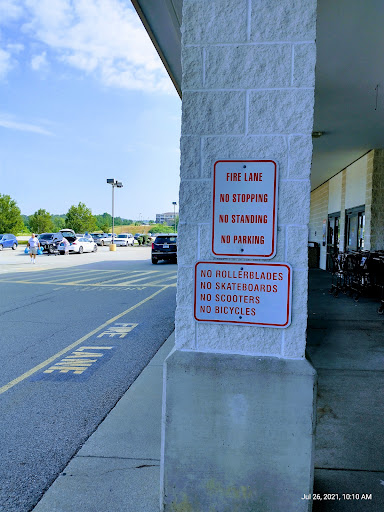 FIRE LANE
NO STOPPING
NO STANDING
NO PARKING
NO ROLLERBLADES
NO SKATEBOARDS
NO SCOOTERS
NO BICYCLES
FIRE
LANE
Jul 26, 2021, 10:10 AM